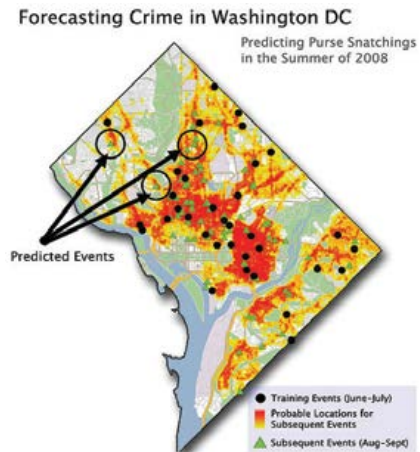 Forecasting Crime in Washington DC
Predicting Purse Snatchings
in the Summer of 2008
Predicted Events
Training Events (June-July)
Probable Locations for
Subsequent Events
Subsequent Events (Aug-Sept)